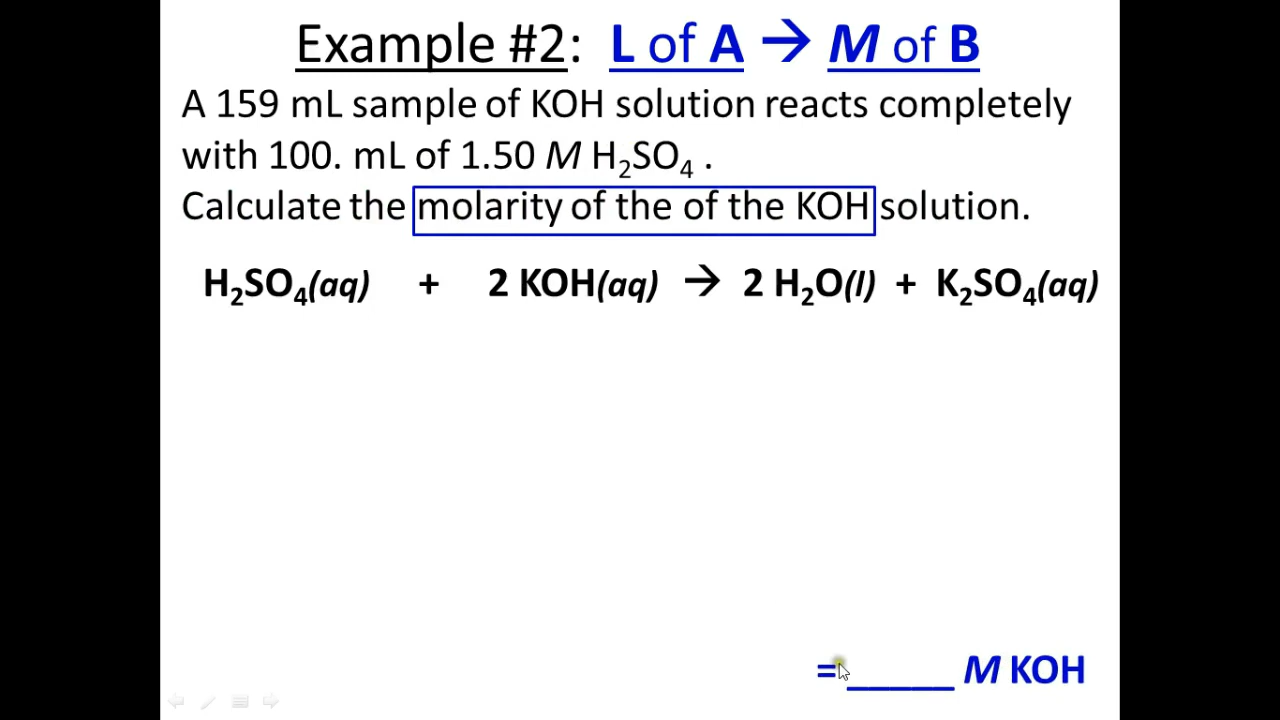 Example #2: L of A → M of B
A 159 mL sample of KOH solution reacts completely
with 100. mL of 1.50 M H₂SO₄ .
Calculate the molarity of the of the KOH solution.
H₂SO₄(aq) + 2 KOH(aq) → 2 H₂O(l) + K₂SO₄(aq)
= _____ M KOH